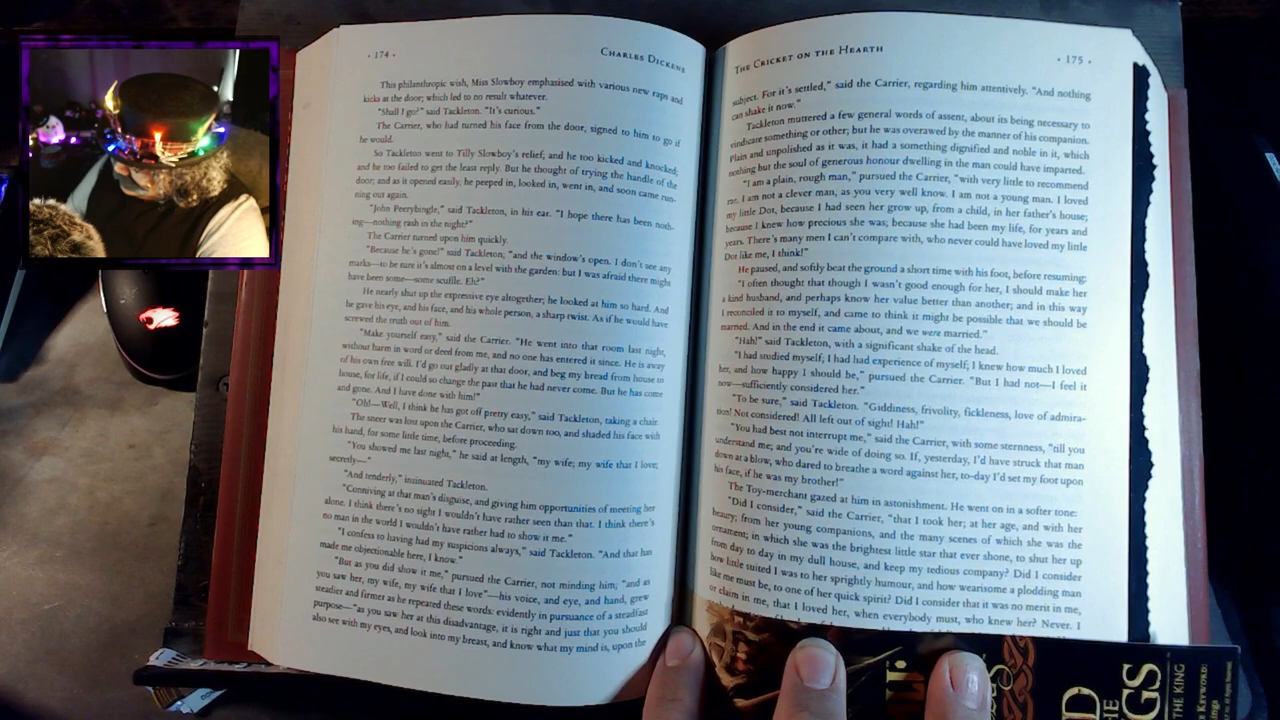 · 174 ·
CHARLES DICKENS
This philanthropic wish, Miss Slowboy emphasised with various new raps and
kicks at the door; which led to no result whatever.
"Shall I go?" said Tackleton. "It's curious."
The Carrier, who had turned his face from the door, signed to him to go if
he would.
So Tackleton went to Tilly Slowboy's relief; and he too kicked and knocked;
and he too failed to get the least reply. But he thought of trying the handle of the
door; and as it opened easily, he peeped in, looked in, went in, and soon came run-
ning out again.
"John Peerybingle," said Tackleton, in his ear. "I hope there has been noth-
ing—nothing rash in the night?"
The Carrier turned upon him quickly.
"Because he's gone!" said Tackleton; "and the window's open. I don't see any
marks—to be sure it's almost on a level with the garden: but I was afraid there might
have been some—some scuffle. Eh?"
He nearly shut up the expressive eye altogether; he looked at him so hard. And
he gave his eye, and his face, and his whole person, a sharp twist. As if he would have
screwed the truth out of him.
"Make yourself easy," said the Carrier. "He went into that room last night,
without harm in word or deed from me, and no one has entered it since. He is away
of his own free will. I'd go out gladly at that door, and beg my bread from house to
house, for life, if I could so change the past that he had never come. But he has come
and gone. And I have done with him!"
"Oh!—Well, I think he has got off pretty easy," said Tackleton, taking a chair.
The sneer was lost upon the Carrier, who sat down too, and shaded his face with
his hand, for some little time, before proceeding.
"You showed me last night," he said at length, "my wife; my wife that I love;
secretly—"
"And tenderly," insinuated Tackleton.
"Conniving at that man's disguise, and giving him opportunities of meeting her
alone. I think there's no sight I wouldn't have rather seen than that. I think there's
no man in the world I wouldn't have rather had to show it me."
"I confess to having had my suspicions always," said Tackleton. "And that has
made me objectionable here, I know."
"But as you did show it me," pursued the Carrier, not minding him; "and as
you saw her, my wife, my wife that I love"—his voice, and eye, and hand, grew
steadier and firmer as he repeated these words: evidently in pursuance of a steadfast
purpose—"as you saw her at this disadvantage, it is right and just that you should
also see with my eyes, and look into my breast, and know what my mind is, upon the
THE CRICKET ON THE HEARTH
· 175 ·
subject. For it's settled," said the Carrier, regarding him attentively. "And nothing
can shake it now."
Tackleton muttered a few general words of assent, about its being necessary to
vindicate something or other; but he was overawed by the manner of his companion.
Plain and unpolished as it was, it had a something dignified and noble in it, which
nothing but the soul of generous honour dwelling in the man could have imparted.
"I am a plain, rough man," pursued the Carrier, "with very little to recommend
me. I am not a clever man, as you very well know. I am not a young man. I loved
my little Dot, because I had seen her grow up, from a child, in her father's house;
because I knew how precious she was; because she had been my life, for years and
years. There's many men I can't compare with, who never could have loved my little
Dot like me, I think!"
He paused, and softly beat the ground a short time with his foot, before resuming:
"I often thought that though I wasn't good enough for her, I should make her
a kind husband, and perhaps know her value better than another; and in this way
I reconciled it to myself, and came to think it might be possible that we should be
married. And in the end it came about, and we were married."
"Hah!" said Tackleton, with a significant shake of the head.
"I had studied myself; I had had experience of myself; I knew how much I loved
her, and how happy I should be," pursued the Carrier. "But I had not—I feel it
now—sufficiently considered her."
"To be sure," said Tackleton. "Giddiness, frivolity, fickleness, love of admira-
tion! Not considered! All left out of sight! Hah!"
"You had best not interrupt me," said the Carrier, with some sternness, "till you
understand me; and you're wide of doing so. If, yesterday, I'd have struck that man
down at a blow, who dared to breathe a word against her, to-day I'd set my foot upon
his face, if he was my brother!"
The Toy-merchant gazed at him in astonishment. He went on in a softer tone:
"Did I consider," said the Carrier, "that I took her; at her age, and with her
beauty; from her young companions, and the many scenes of which she was the
ornament; in which she was the brightest little star that ever shone, to shut her up
from day to day in my dull house, and keep my tedious company? Did I consider
how little suited I was to her sprightly humour, and how wearisome a plodding man
like me must be, to one of her quick spirit? Did I consider that it was no merit in me,
or claim in me, that I loved her, when everybody must, who knew her? Never. I
THE KING
KEYWORD: